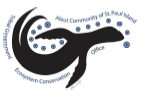 Tribal Government
Aleut Community of St. Paul Island
Ecosystem Conservation
Office